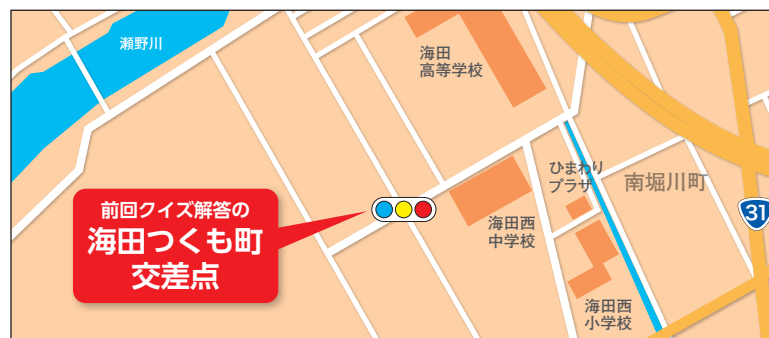 瀬野川
海田
高等学校
ひまわり
プラザ
南堀川町
31
前回クイズ解答の
海田つくも町
交差点
海田西
中学校
海田西
小学校